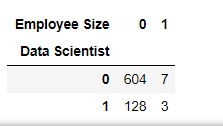 Employee Size 0 1
Data Scientist
0 604 7
1 128 3